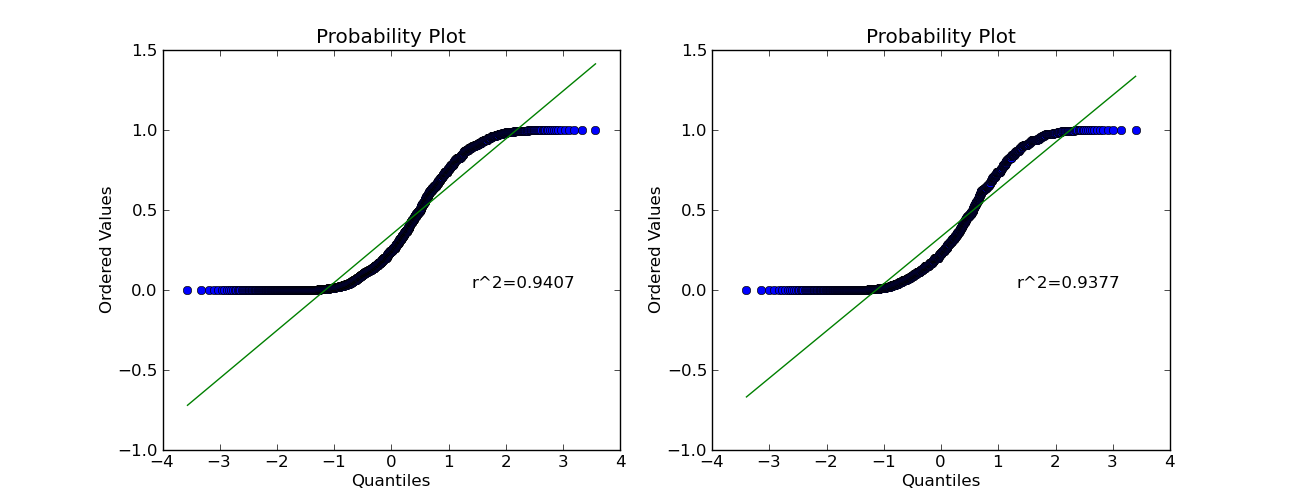 Probability Plot
1.5
1.0
0.5
0.0
−0.5
−1.0
Ordered Values
r^2=0.9407
−4 −3 −2 −1 0 1 2 3 4
Quantiles
Probability Plot
1.5
1.0
0.5
0.0
−0.5
−1.0
Ordered Values
r^2=0.9377
−4 −3 −2 −1 0 1 2 3 4
Quantiles